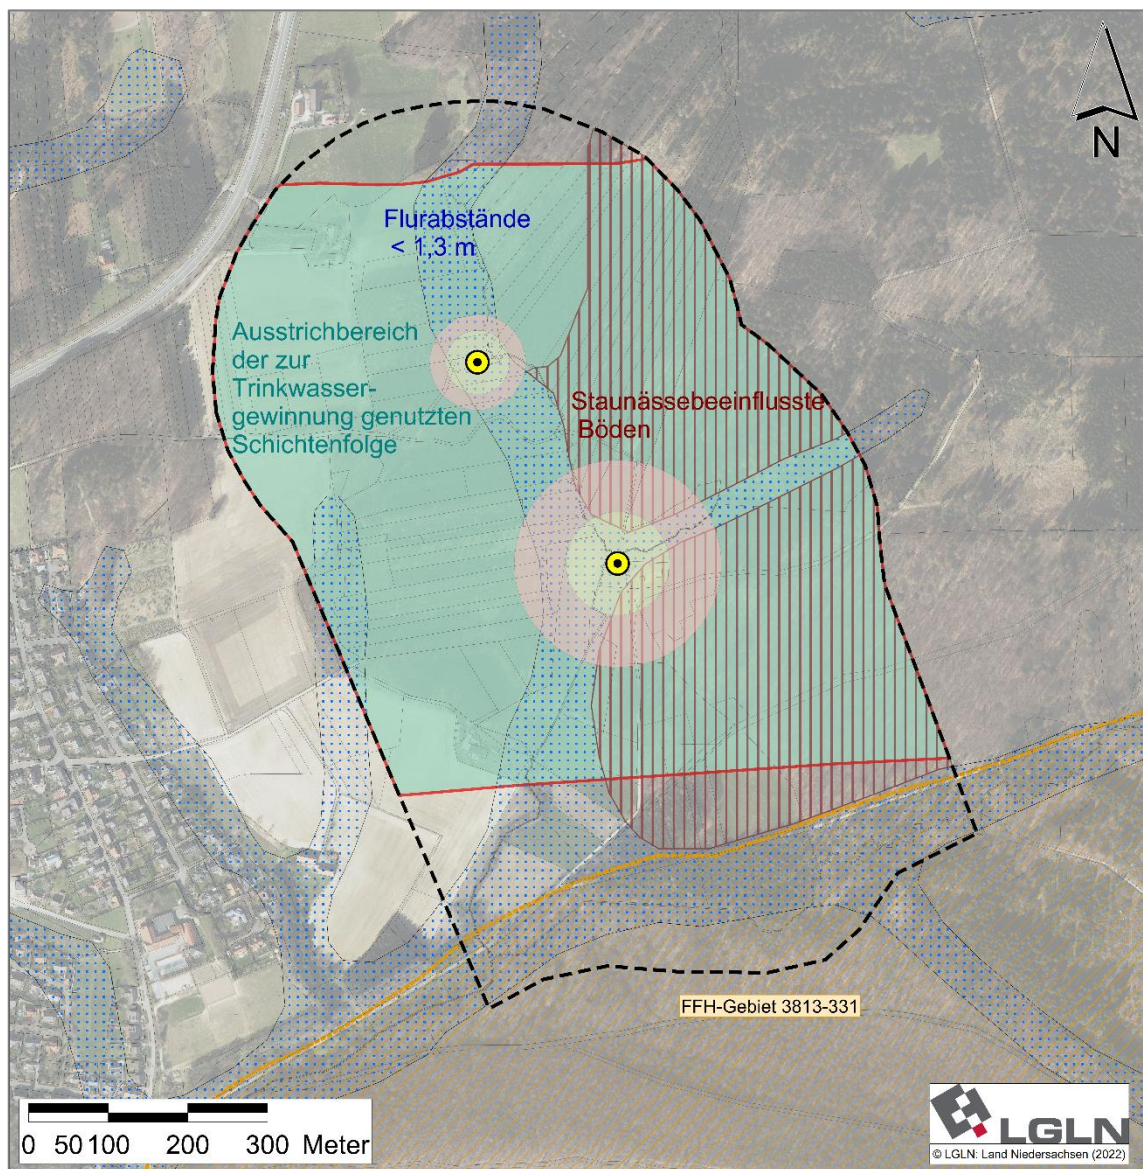 N
Flurabstände
< 1,3 m
Ausstrichbereich
der zur
Trinkwasser-
gewinnung genutzten
Schichtenfolge
Staunässebeeinflusste
Böden
FFH-Gebiet 3813-331
0 50 100 200 300 Meter
LGLN
© LGLN: Land Niedersachsen (2022)